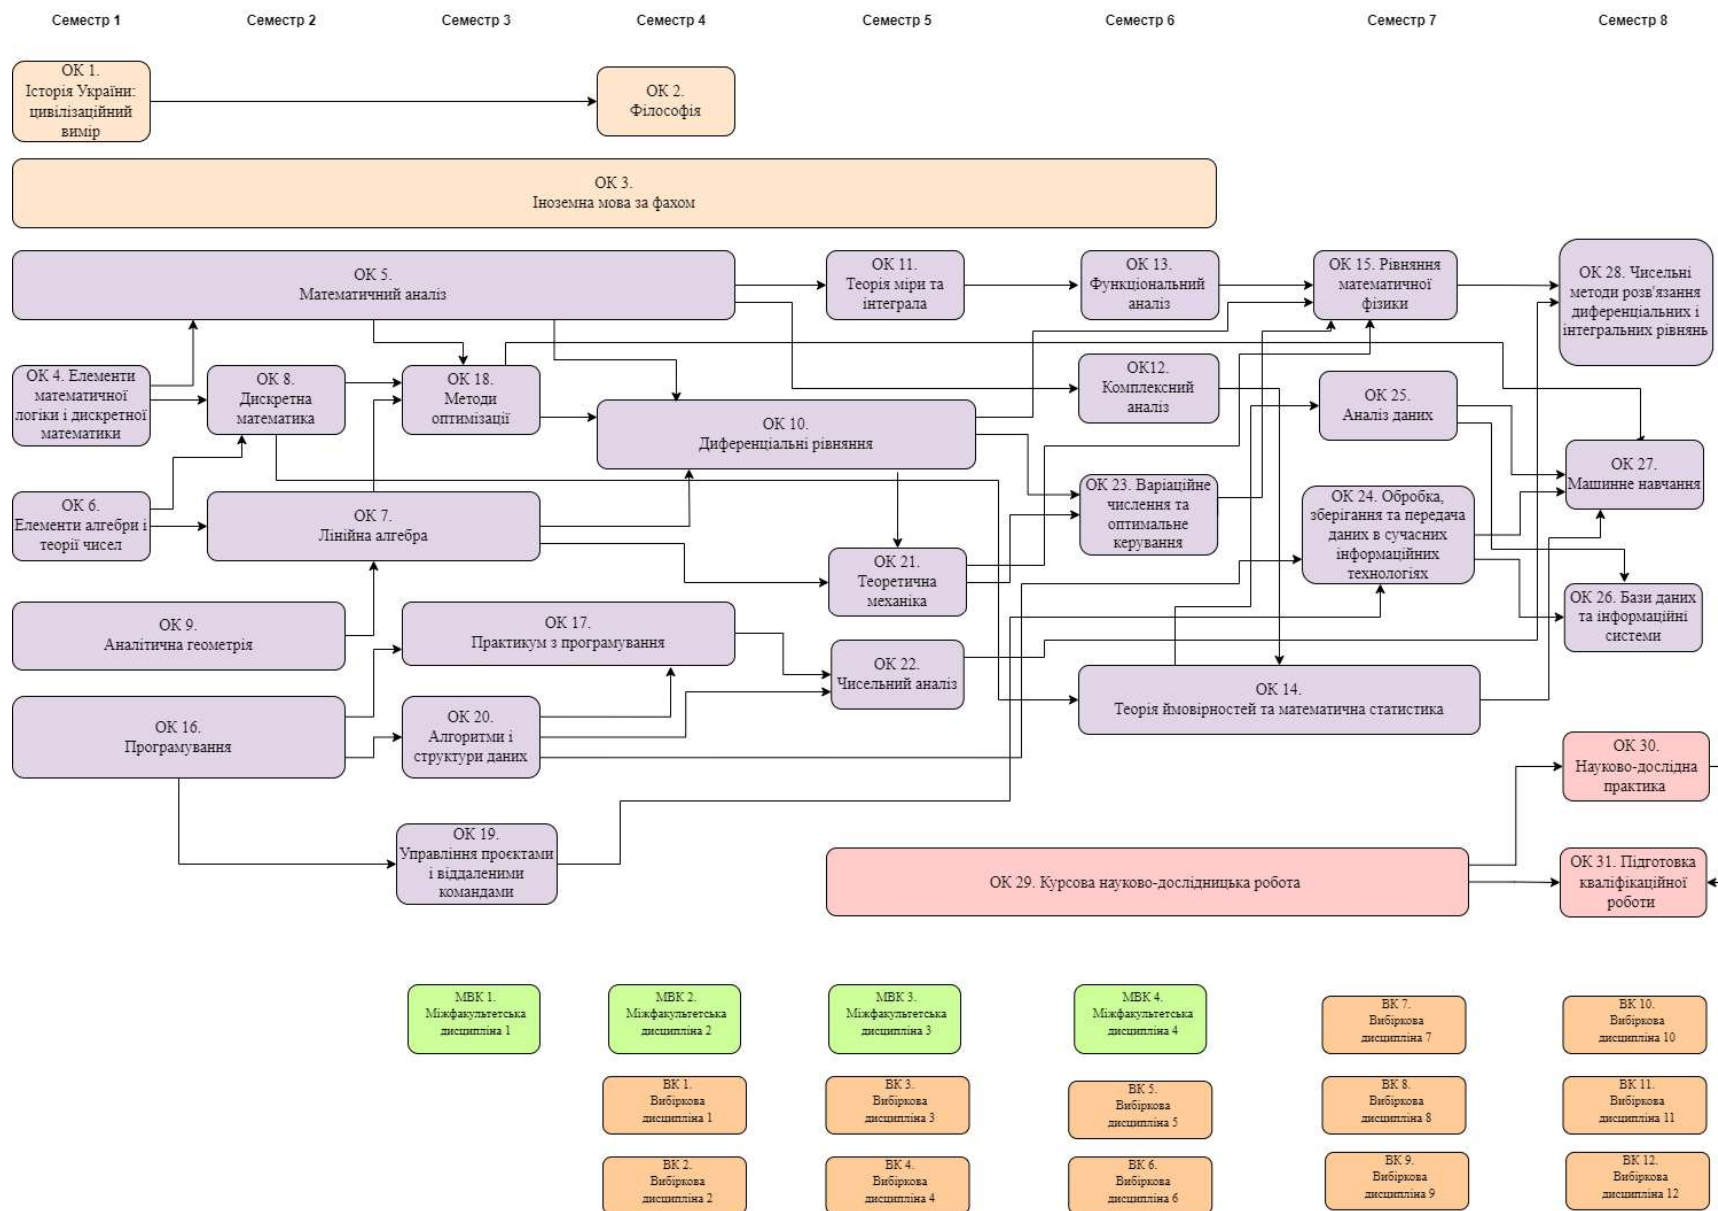 Семестр 1
Семестр 2
Семестр 3
Семестр 4
Семестр 5
Семестр 6
Семестр 7
Семестр 8
ОК 1.
Історія України:
цивілізаційний
вимір
ОК 2.
Філософія
ОК 3.
Іноземна мова за фахом
ОК 5.
Математичний аналіз
ОК 11.
Теорія міри та
інтеграла
ОК 13.
Функціональний
аналіз
ОК 15. Рівняння
математичної
фізики
ОК 28. Чисельні
методи розв'язання
диференціальних і
інтегральних рівнянь
ОК 4. Елементи
математичної
логіки і дискретної
математики
ОК 8.
Дискретна
математика
ОК 18.
Методи
оптимізації
ОК 10.
Диференціальні рівняння
ОК12.
Комплексний
аналіз
ОК 25.
Аналіз даних
ОК 27.
Машинне навчання
ОК 6.
Елементи алгебри і
теорії чисел
ОК 7.
Лінійна алгебра
ОК 21.
Теоретична
механіка
ОК 23. Варіаційне
числення та
оптимальне
керування
ОК 24. Обробка,
зберігання та передача
даних в сучасних
інформаційних
технологіях
ОК 26. Бази даних
та інформаційні
системи
ОК 9.
Аналітична геометрія
ОК 17.
Практикум з програмування
ОК 22.
Чисельний аналіз
ОК 14.
Теорія ймовірностей та математична статистика
ОК 16.
Програмування
ОК 20.
Алгоритми і
структури даних
ОК 30.
Науково-дослідна
практика
ОК 19.
Управління проєктами
і віддаленими
командами
ОК 29. Курсова науково-дослідницька робота
ОК 31. Підготовка
кваліфікаційної
роботи
МВК 1.
Міжфакультетська
дисципліна 1
МВК 2.
Міжфакультетська
дисципліна 2
МВК 3.
Міжфакультетська
дисципліна 3
МВК 4.
Міжфакультетська
дисципліна 4
ВК 7.
Вибіркова
дисципліна 7
ВК 10.
Вибіркова
дисципліна 10
ВК 1.
Вибіркова
дисципліна 1
ВК 3.
Вибіркова
дисципліна 3
ВК 5.
Вибіркова
дисципліна 5
ВК 8.
Вибіркова
дисципліна 8
ВК 11.
Вибіркова
дисципліна 11
ВК 2.
Вибіркова
дисципліна 2
ВК 4.
Вибіркова
дисципліна 4
ВК 6.
Вибіркова
дисципліна 6
ВК 9.
Вибіркова
дисципліна 9
ВК 12.
Вибіркова
дисципліна 12